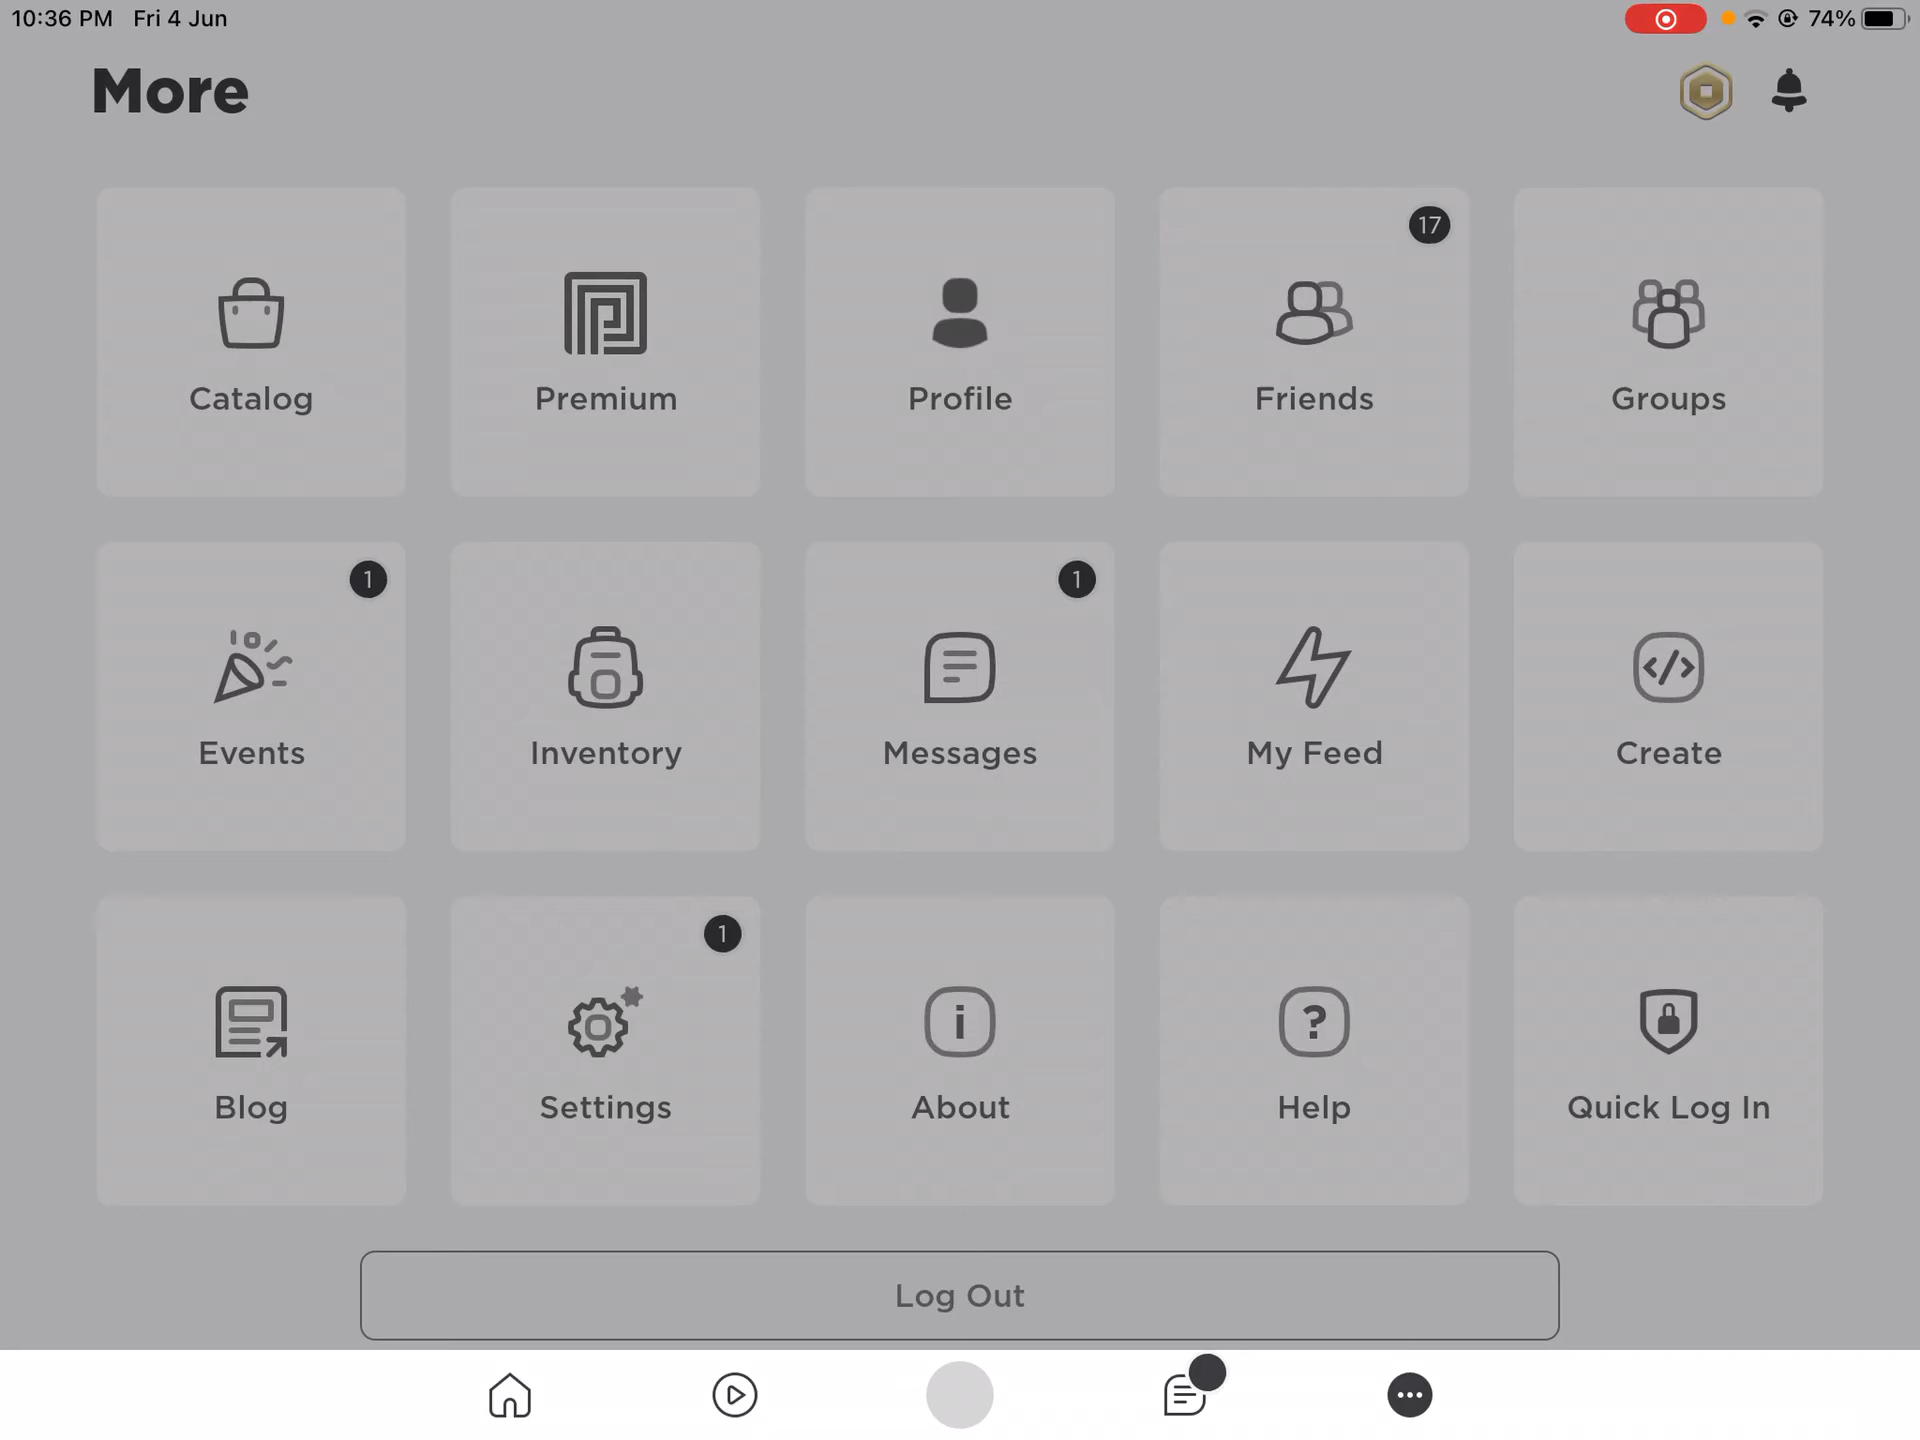 10:36 PM Fri 4 Jun 74%
More
17
Catalog Premium Profile Friends Groups
1 1
Events Inventory Messages My Feed Create
1
Blog Settings About Help Quick Log In
Log Out